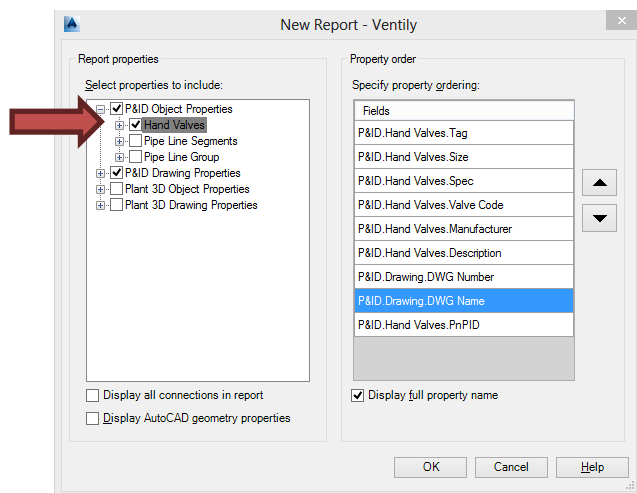 New Report - Ventily
Report properties
Select properties to include:
P&ID Object Properties
Hand Valves
Pipe Line Segments
Pipe Line Group
P&ID Drawing Properties
Plant 3D Object Properties
Plant 3D Drawing Properties
Display all connections in report
Display AutoCAD geometry properties
Property order
Specify property ordering:
Fields
P&ID.Hand Valves.Tag
P&ID.Hand Valves.Size
P&ID.Hand Valves.Spec
P&ID.Hand Valves.Valve Code
P&ID.Hand Valves.Manufacturer
P&ID.Hand Valves.Description
P&ID.Drawing.DWG Number
P&ID.Drawing.DWG Name
P&ID.Hand Valves.PnPID
Display full property name
OK
Cancel
Help